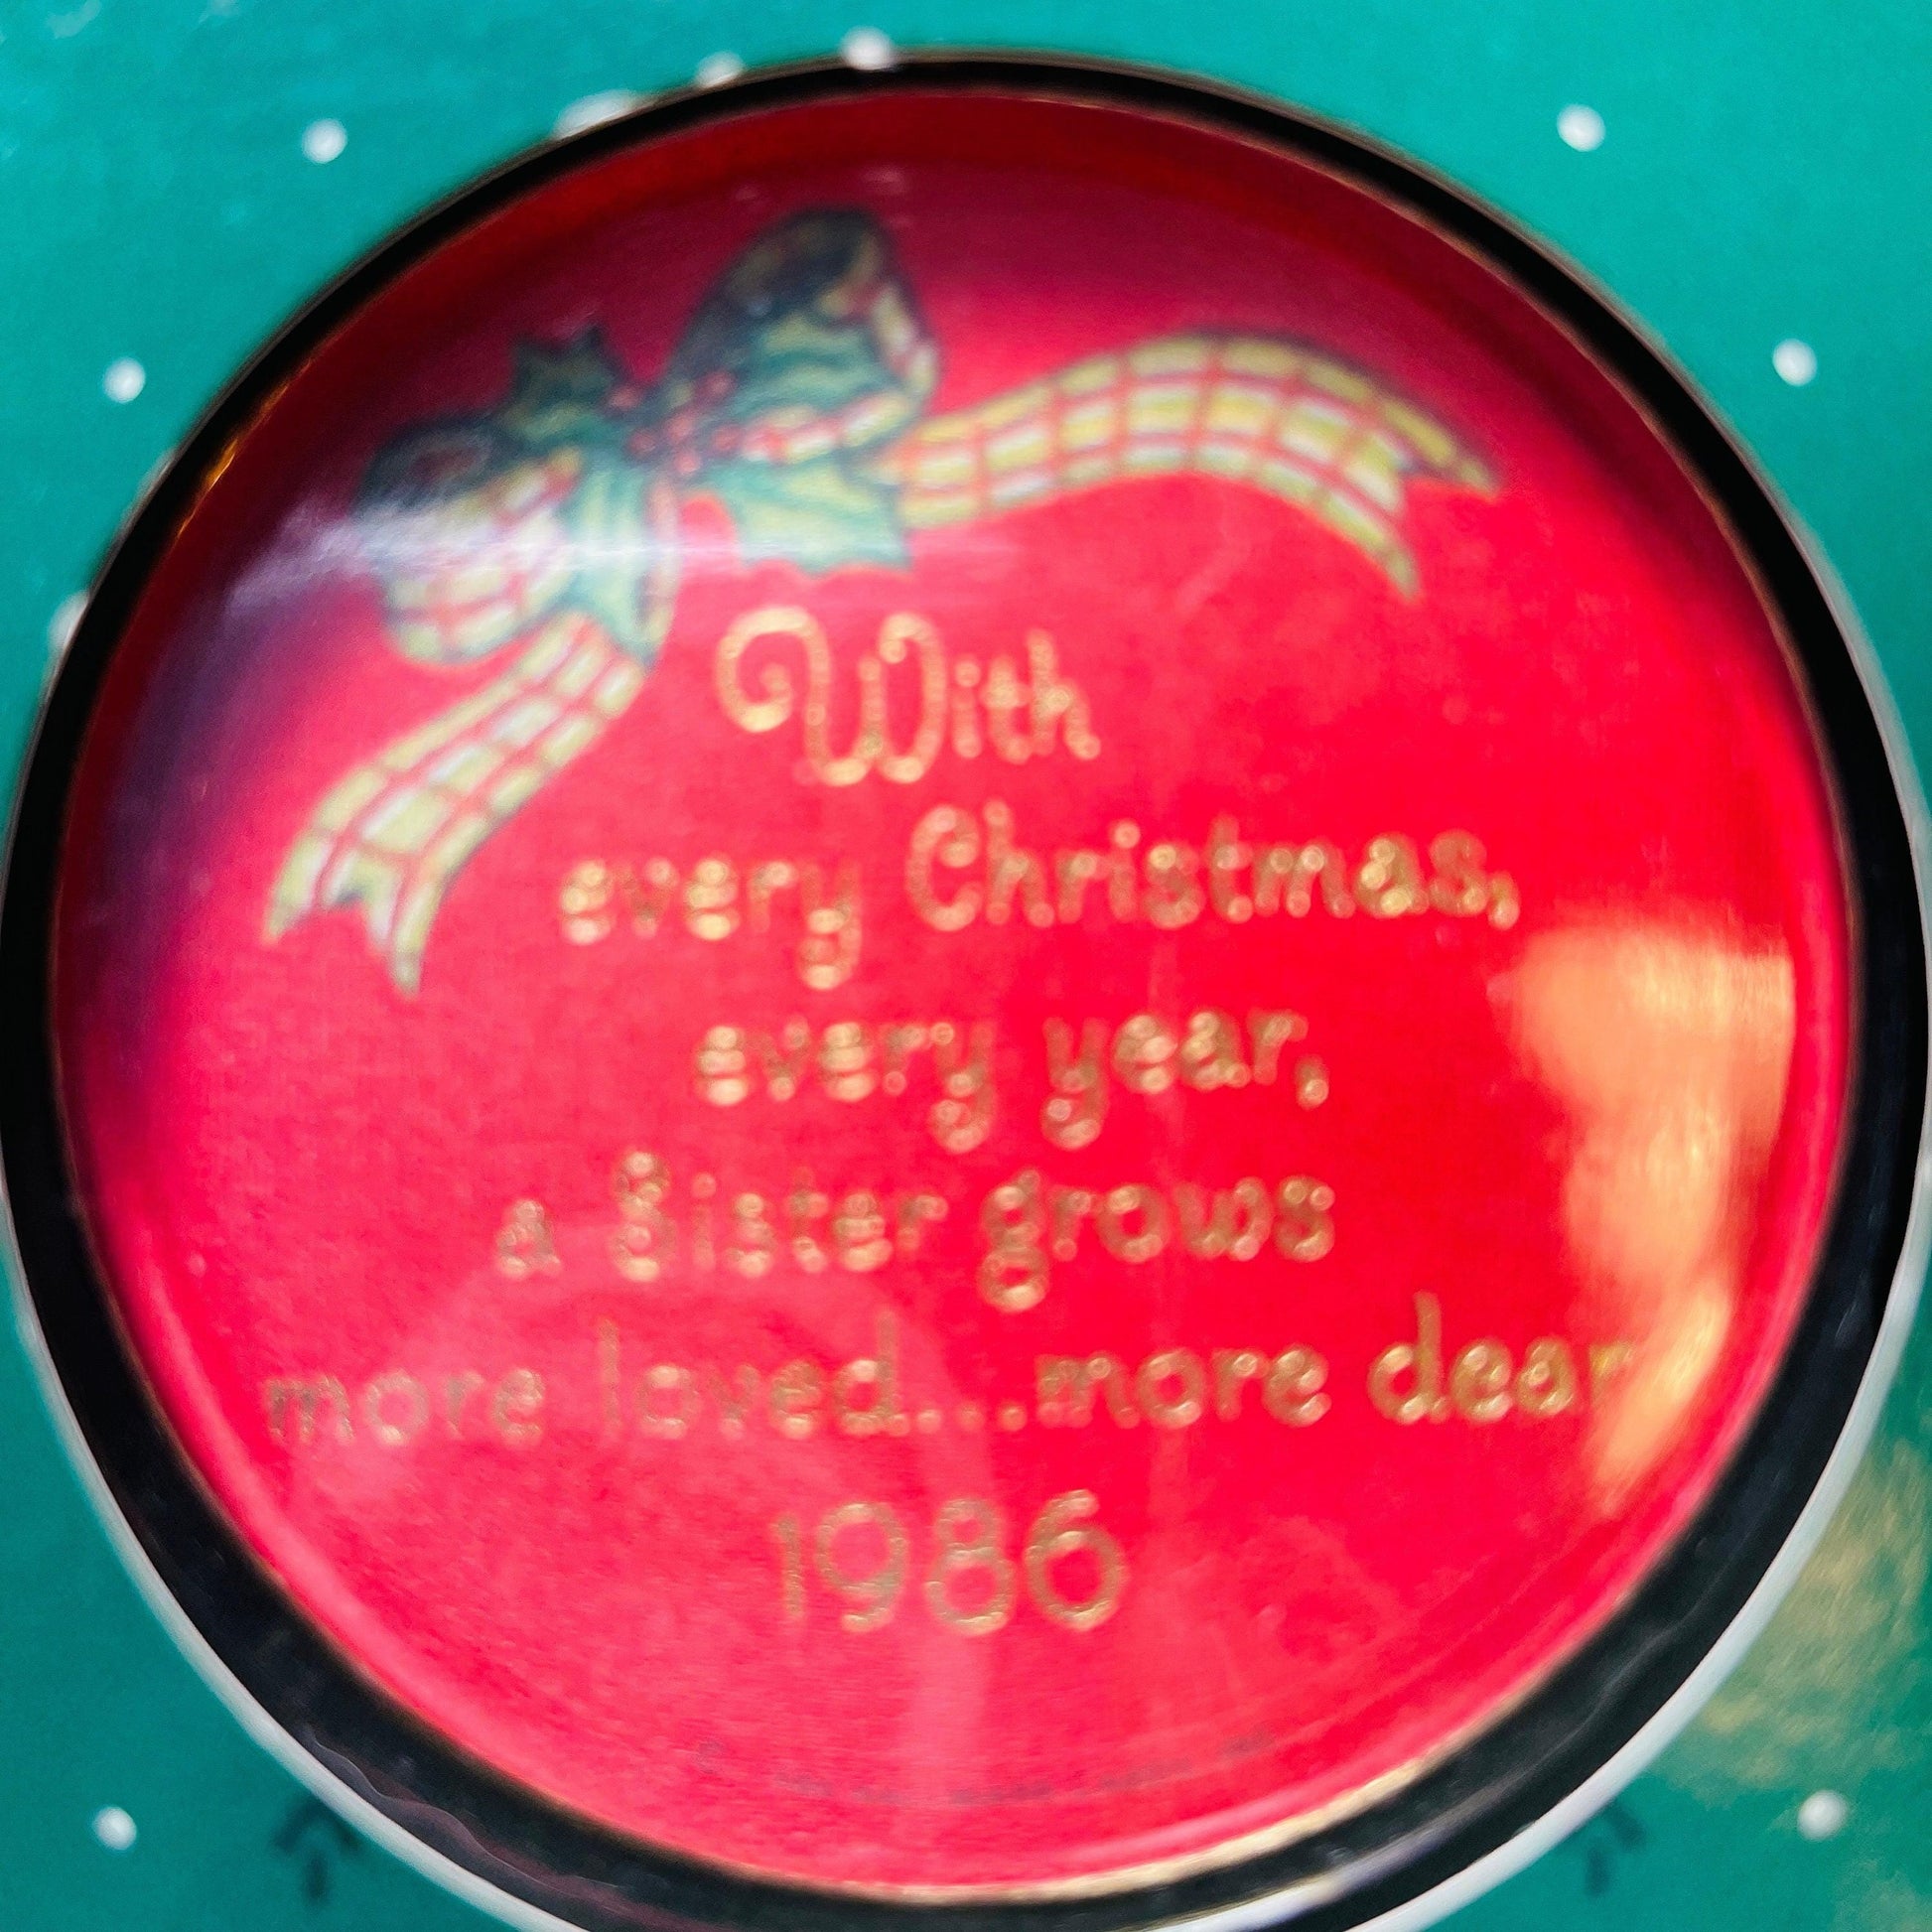 With
every Christmas,
every year,
a Sister grows
more loved...more dear
1986